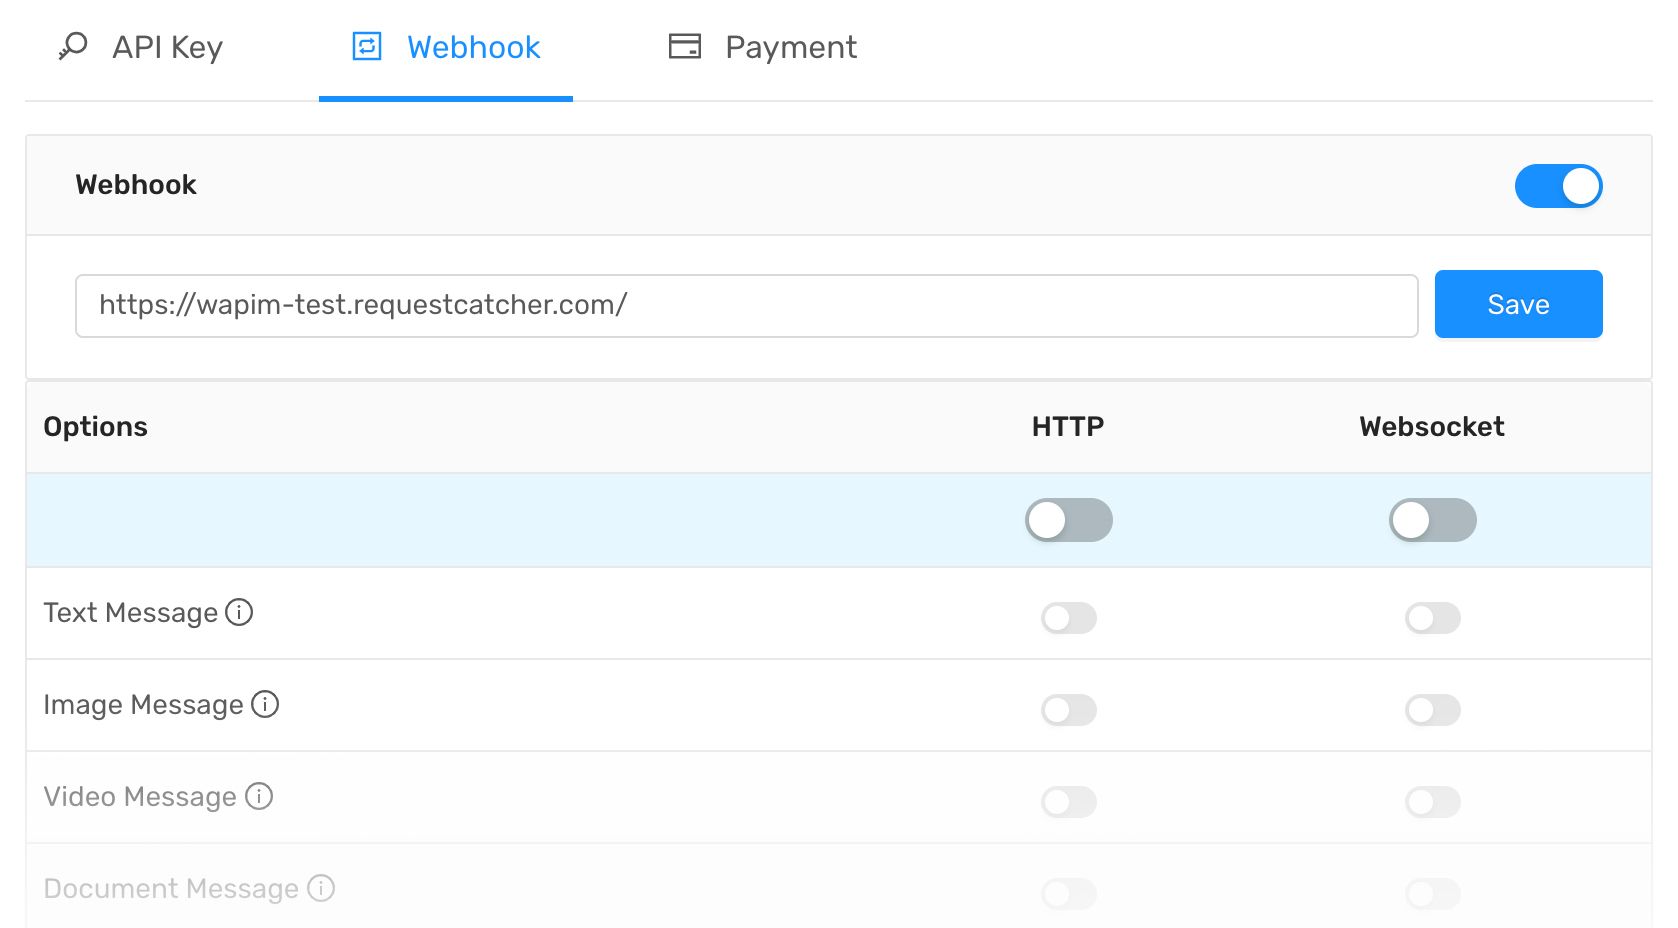 API Key Webhook Payment
Webhook
https://wapim-test.requestcatcher.com/ Save
Options HTTP Websocket
Text Message
Image Message
Video Message
Document Message